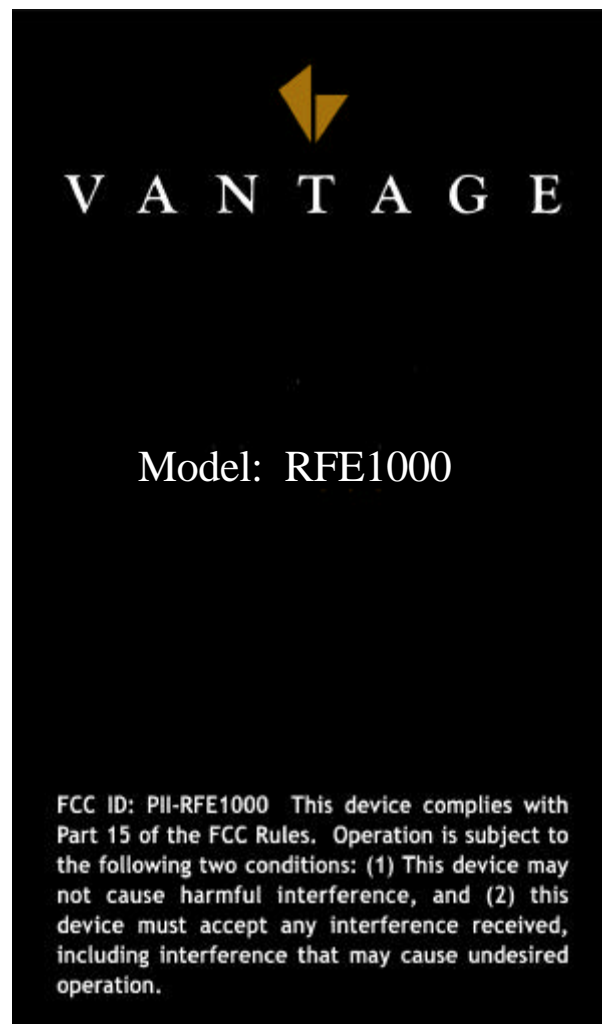 VANTAGE
Model: RFE1000
FCC ID: PII-RFE1000 This device complies with
Part 15 of the FCC Rules. Operation is subject to
the following two conditions: (1) This device may
not cause harmful interference, and (2) this
device must accept any interference received,
including interference that may cause undesired
operation.